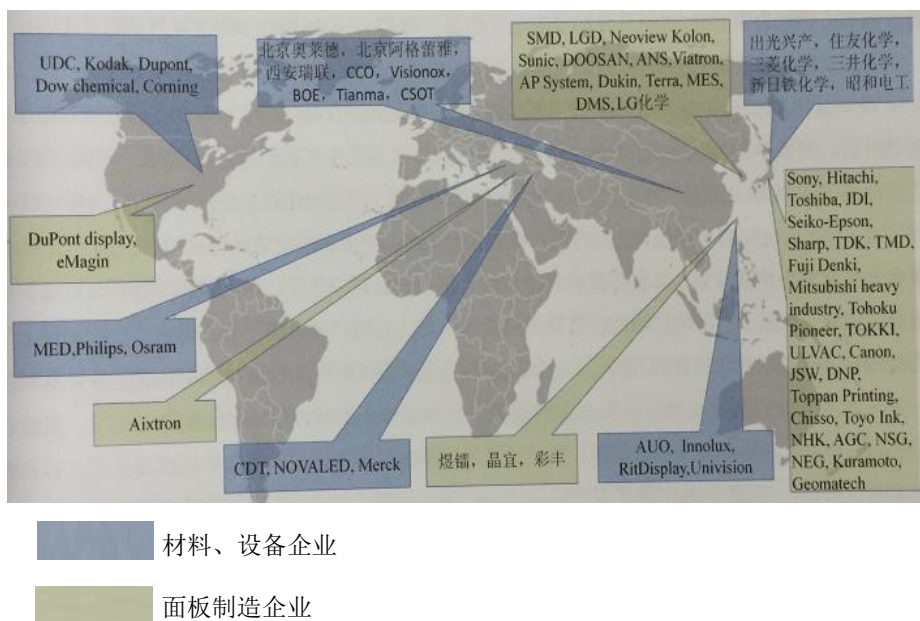 UDC, Kodak, Dupont,
Dow chemical, Corning
北京奥莱德，北京阿格蕾雅，
西安瑞联，CCO，Visionox，
BOE，Tianma，CSOT
SMD, LGD, Neoview Kolon,
Sunic, DOOSAN, ANS,Viatron,
AP System, Dukin, Terra, MES,
DMS, LG化学
出光兴产，住友化学，
三菱化学，三井化学，
新日铁化学，昭和电工
DuPont display,
eMagin
MED,Philips, Osram
Aixtron
CDT, NOVALED, Merck
煜镭，晶宜，彩丰
AUO, Innolux,
RitDisplay,Univision
Sony, Hitachi,
Toshiba, JDI,
Seiko-Epson,
Sharp, TDK, TMD,
Fuji Denki,
Mitsubishi heavy
industry, Tohoku
Pioneer, TOKKI,
ULVAC, Canon,
JSW, DNP,
Toppan Printing,
Chisso, Toyo Ink,
NHK, AGC, NSG,
NEG, Kuramoto,
Geomatech
材料、设备企业
面板制造企业